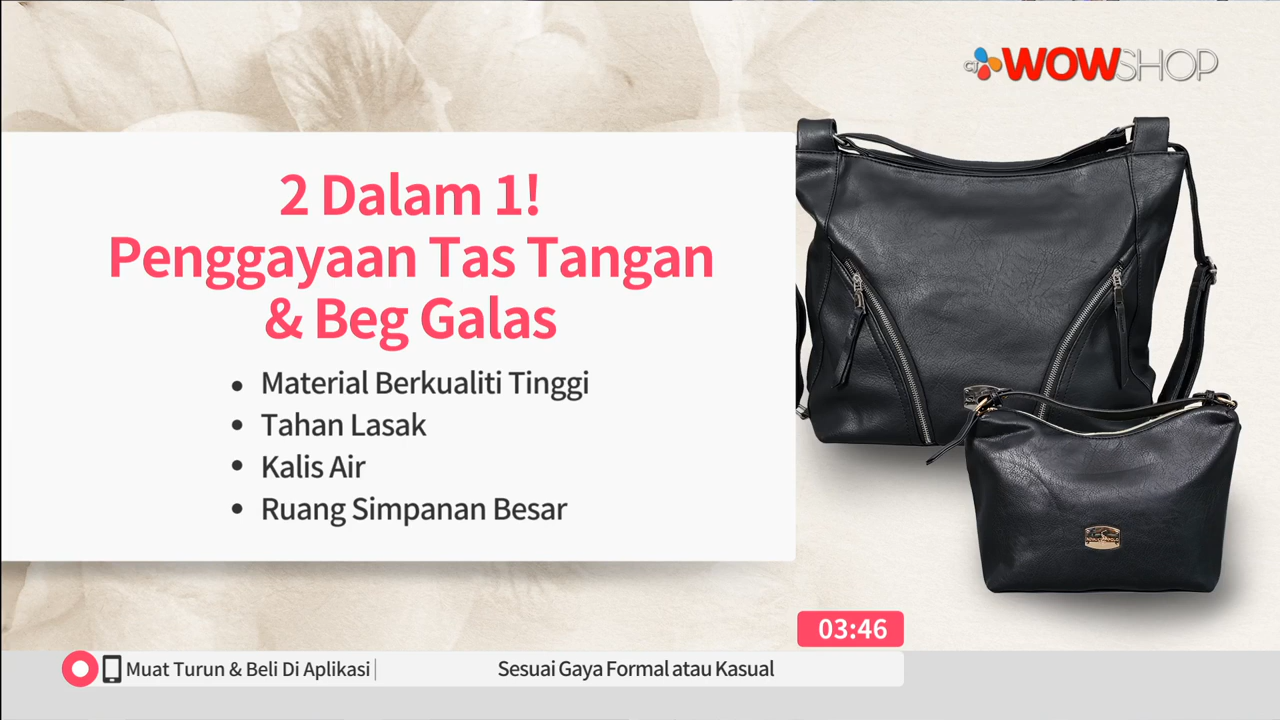 CJ WOWSHOP
2 Dalam 1!
Penggayaan Tas Tangan
& Beg Galas
• Material Berkualiti Tinggi
• Tahan Lasak
• Kalis Air
• Ruang Simpanan Besar
03:46
Muat Turun & Beli Di Aplikasi
Sesuai Gaya Formal atau Kasual